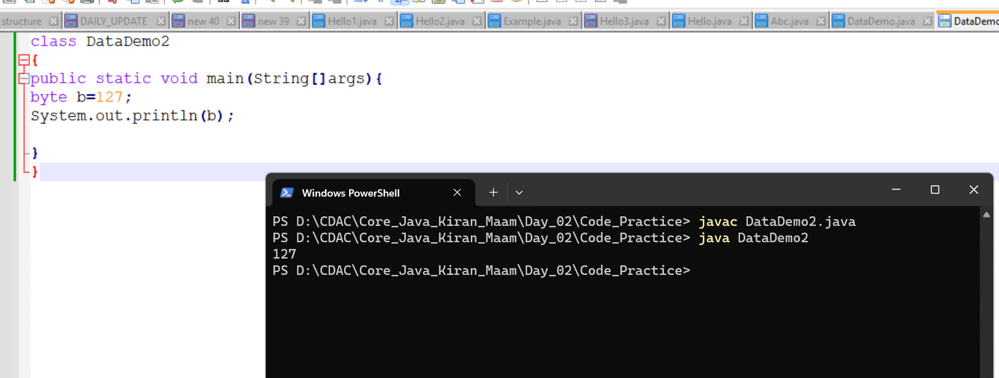 structure DAILY_UPDATE new 40 new 39 Hello1.java Hello2.java Example.java Hello3.java Hello.java Abc.java DataDemo.java DataDemo
class DataDemo2
{
public static void main(String[]args){
byte b=127;
System.out.println(b);
}
}
Windows PowerShell
PS D:\CDAC\Core_Java_Kiran_Maam\Day_02\Code_Practice> javac DataDemo2.java
PS D:\CDAC\Core_Java_Kiran_Maam\Day_02\Code_Practice> java DataDemo2
127
PS D:\CDAC\Core_Java_Kiran_Maam\Day_02\Code_Practice>